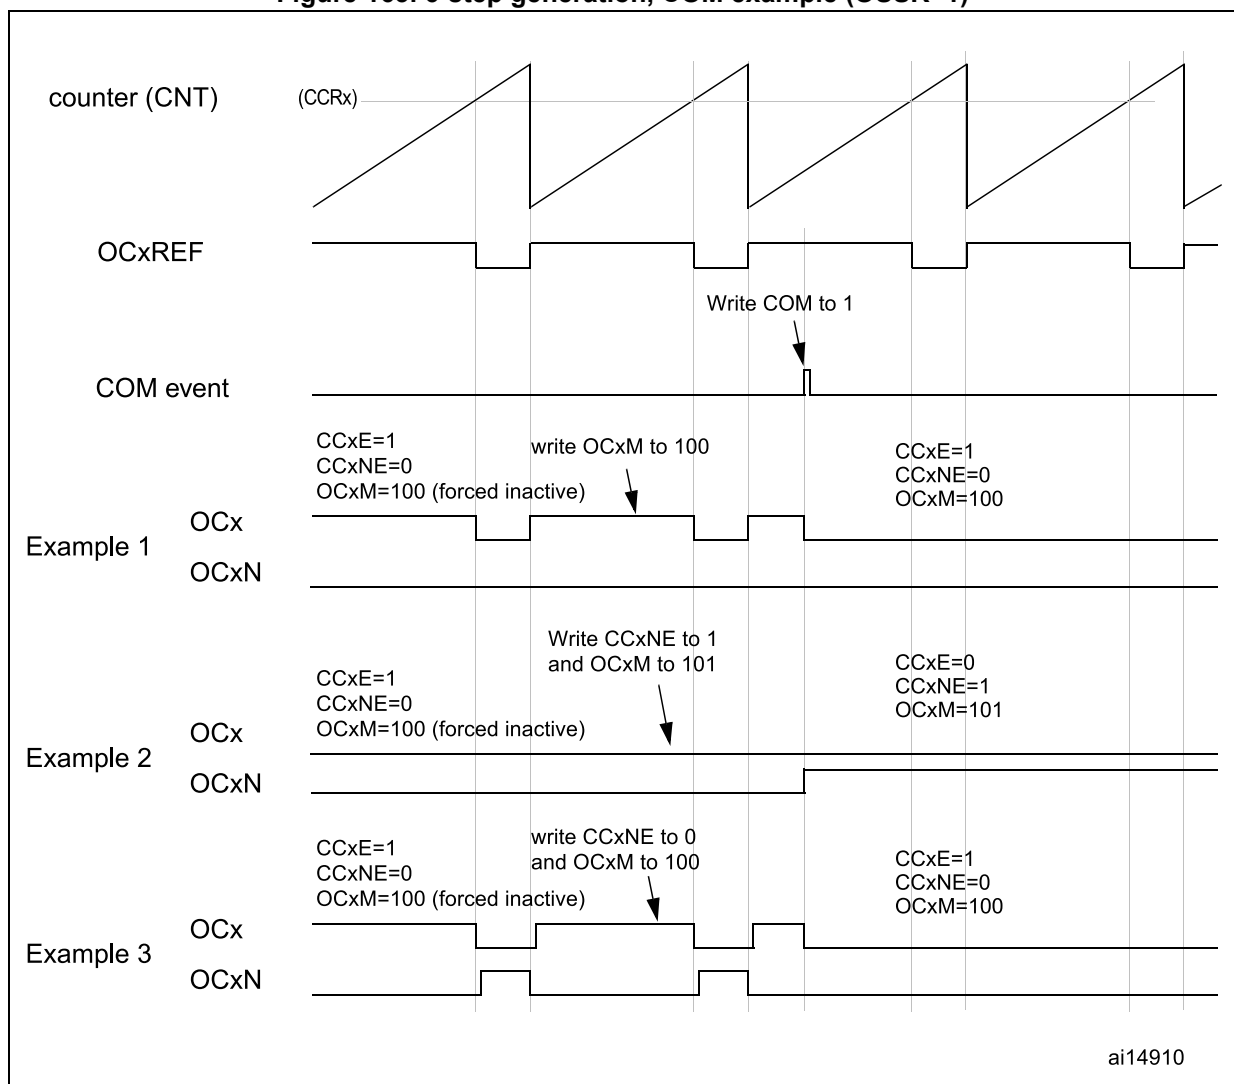 counter (CNT)
(CCRx)
OCxREF
Write COM to 1
COM event
CCxE=1
CCxNE=0
OCxM=100 (forced inactive)
write OCxM to 100
CCxE=1
CCxNE=0
OCxM=100
Example 1
OCx
OCxN
Write CCxNE to 1
and OCxM to 101
CCxE=1
CCxNE=0
OCxM=100 (forced inactive)
CCxE=0
CCxNE=1
OCxM=101
Example 2
OCx
OCxN
write CCxNE to 0
and OCxM to 100
CCxE=1
CCxNE=0
OCxM=100 (forced inactive)
CCxE=1
CCxNE=0
OCxM=100
Example 3
OCx
OCxN
ai14910